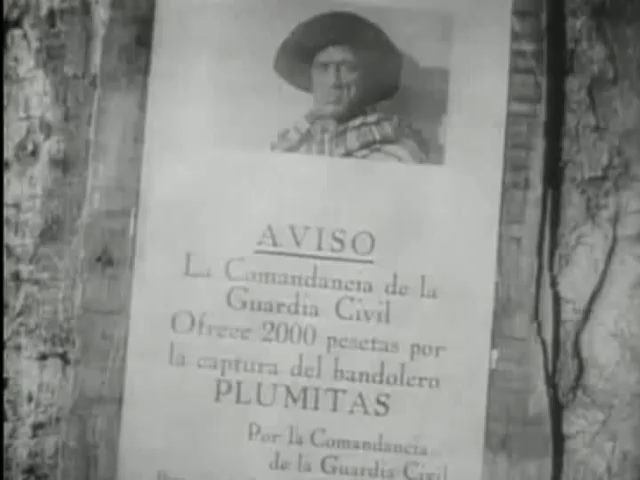 AVISO
La Comandancia de la
Guardia Civil
Ofrece 2000 pesetas por
la captura del bandolero
PLUMITAS
Por la Comandancia
de la Guardia Civil